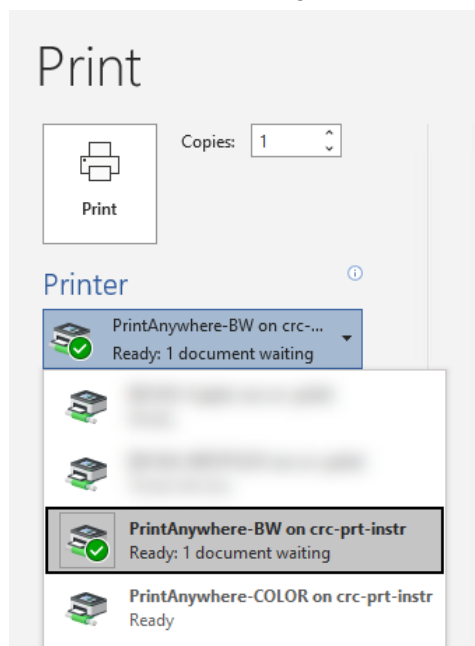 Print
Copies: 1
Print
Printer
PrintAnywhere-BW on crc-...
Ready: 1 document waiting
PrintAnywhere-BW on crc-prt-instr
Ready: 1 document waiting
PrintAnywhere-COLOR on crc-prt-instr
Ready